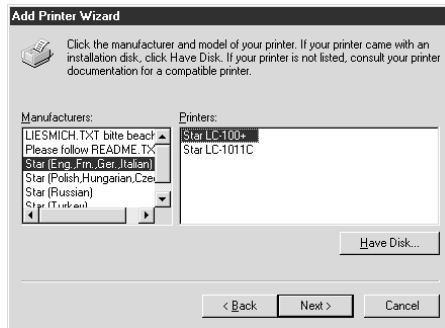 Add Printer Wizard
Click the manufacturer and model of your printer. If your printer came with an
installation disk, click Have Disk. If your printer is not listed, consult your printer
documentation for a compatible printer.
Manufacturers:
LIESMICH.TXT bitte beach
Please follow README.TX
Star (Eng.,Frn.,Ger.,Italian)
Star (Polish,Hungarian,Czec
Star (Russian)
Star (Turkey)
Printers:
Star LC-100+
Star LC-1011C
Have Disk...
< Back
Next >
Cancel